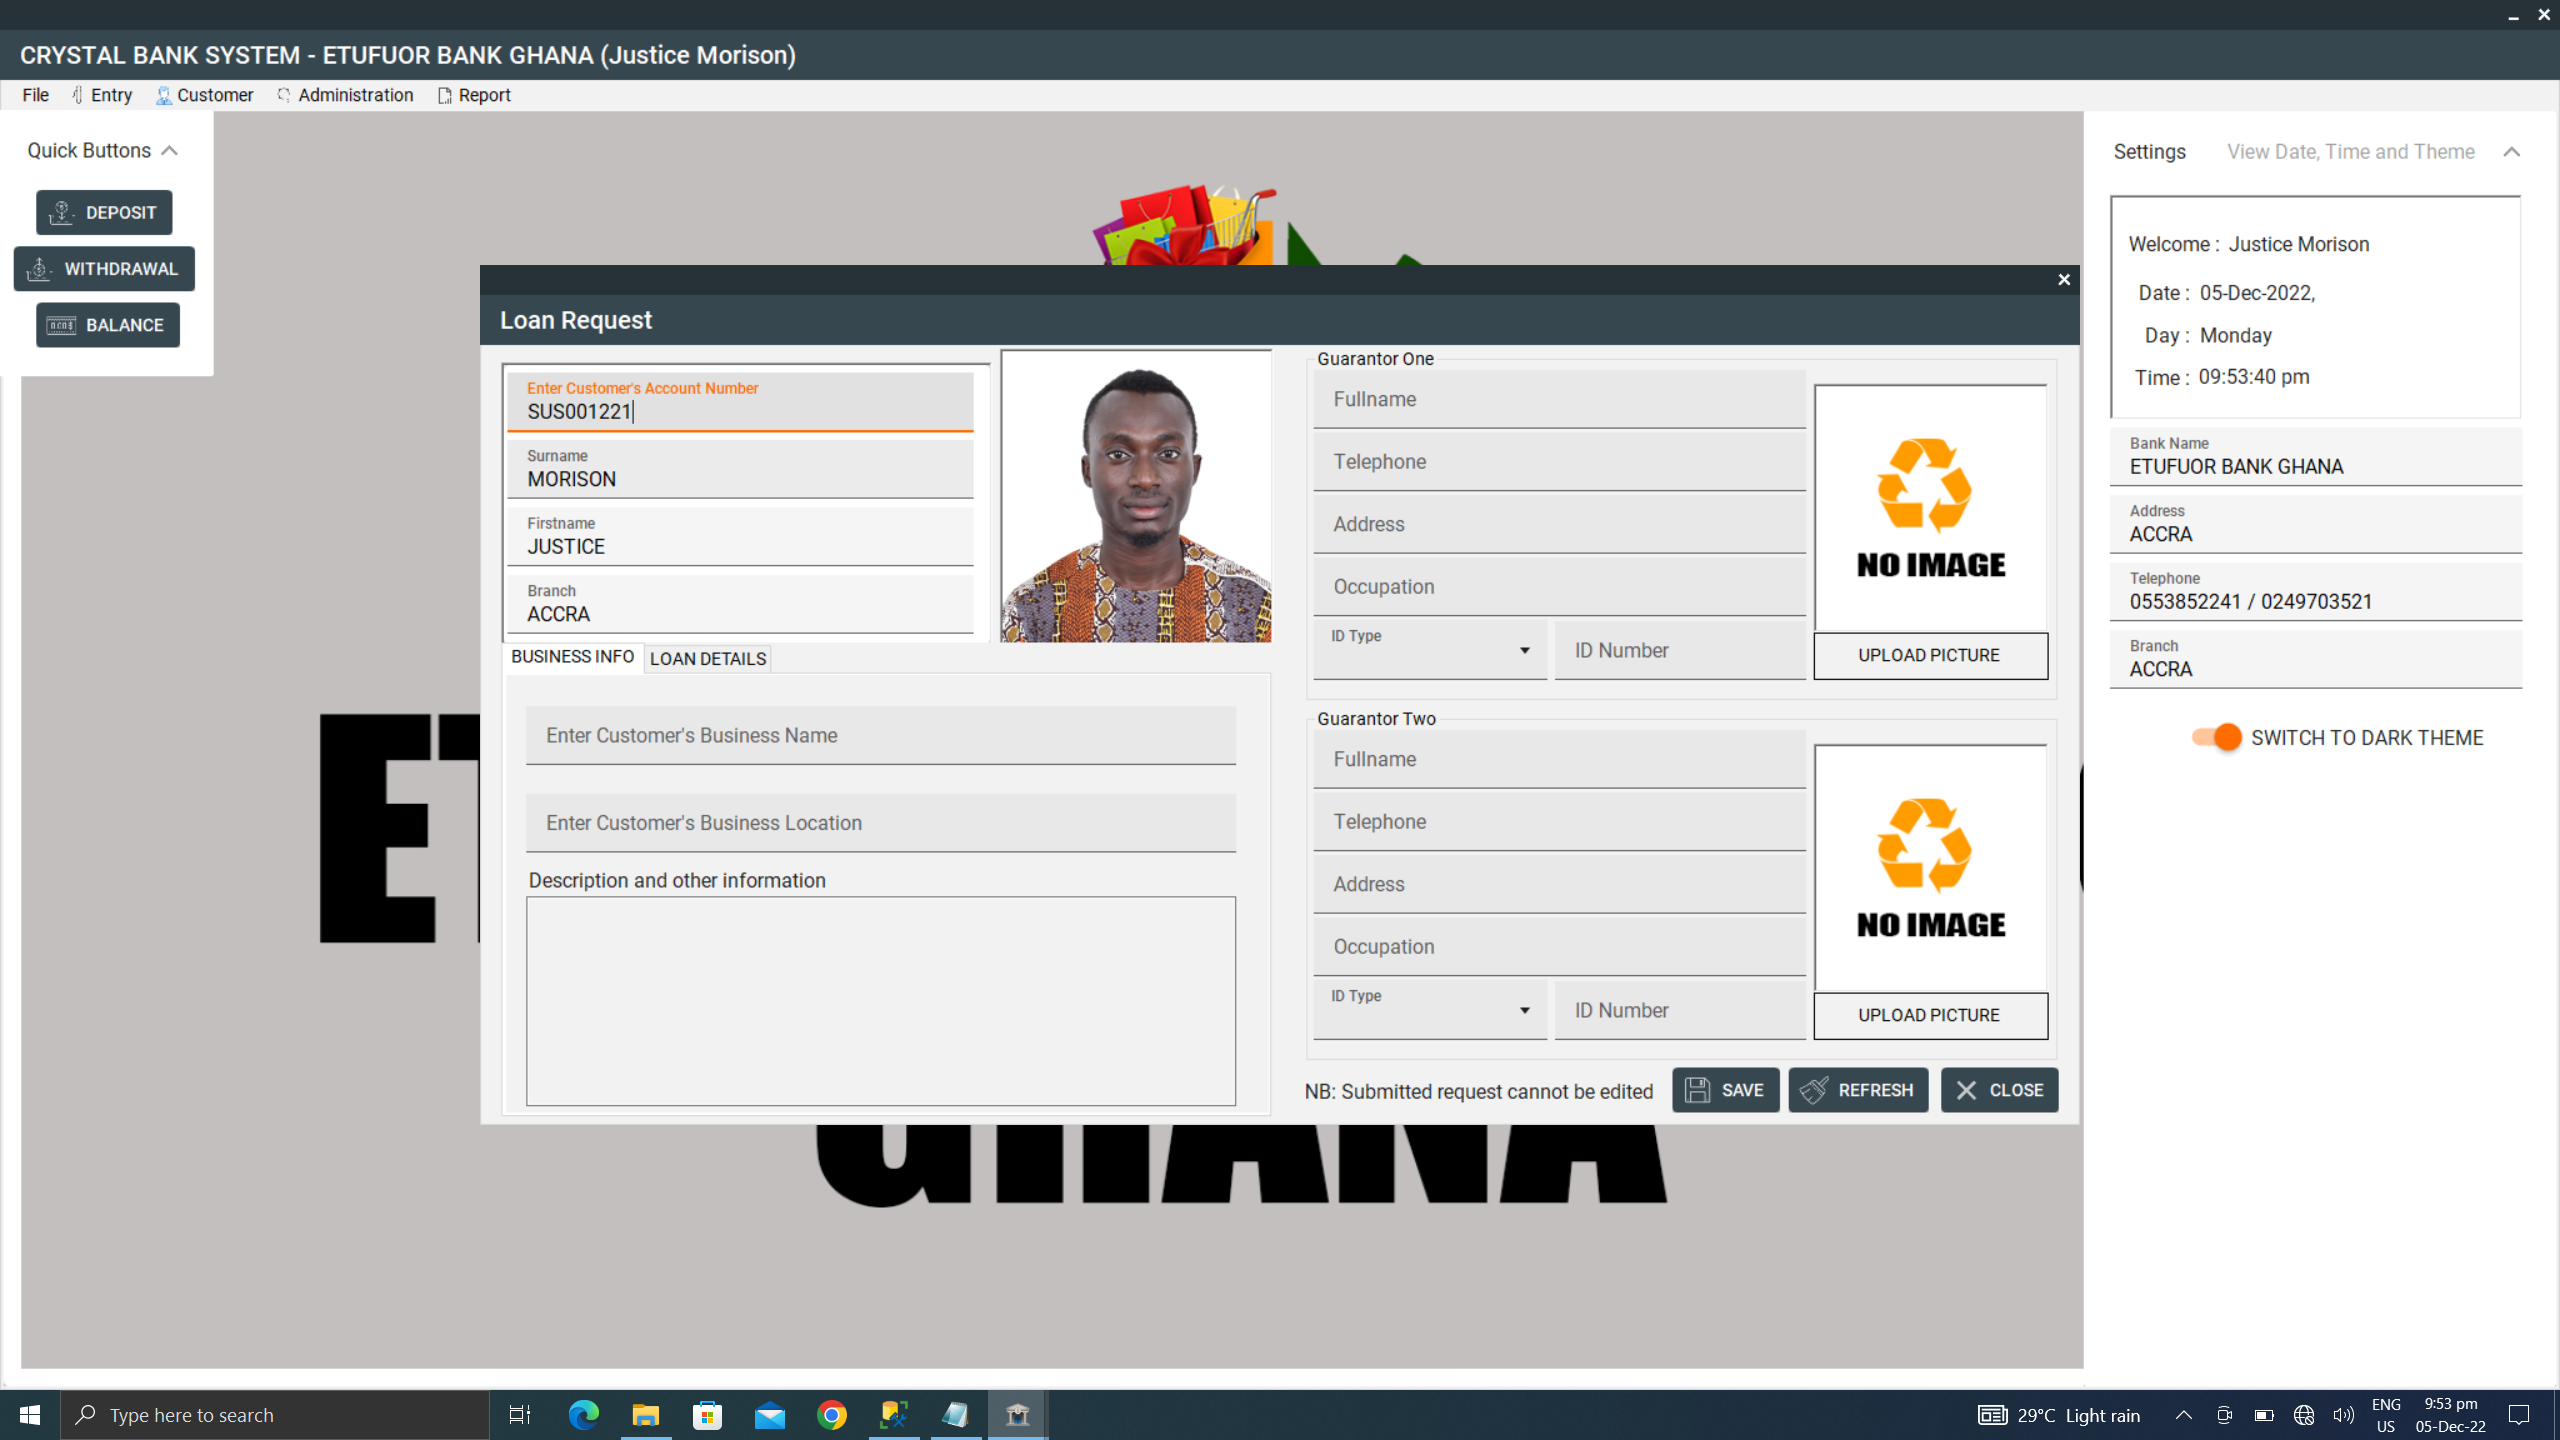 CRYSTAL BANK SYSTEM - ETUFUOR BANK GHANA (Justice Morison)
File Entry Customer Administration Report
Quick Buttons
DEPOSIT
WITHDRAWAL
BALANCE
Loan Request
Enter Customer's Account Number
SUS001221
Surname
MORISON
Firstname
JUSTICE
Branch
ACCRA
BUSINESS INFO LOAN DETAILS
Enter Customer's Business Name
Enter Customer's Business Location
Description and other information
Guarantor One
Fullname
Telephone
Address
Occupation
ID Type
ID Number
NO IMAGE
UPLOAD PICTURE
Guarantor Two
Fullname
Telephone
Address
Occupation
ID Type
ID Number
NO IMAGE
UPLOAD PICTURE
NB: Submitted request cannot be edited
SAVE
REFRESH
CLOSE
GHANA
Settings View Date, Time and Theme
Welcome : Justice Morison
Date : 05-Dec-2022,
Day : Monday
Time : 09:53:40 pm
Bank Name
ETUFUOR BANK GHANA
Address
ACCRA
Telephone
0553852241 / 0249703521
Branch
ACCRA
SWITCH TO DARK THEME
Type here to search
29°C Light rain
ENG
US
9:53 pm
05-Dec-22